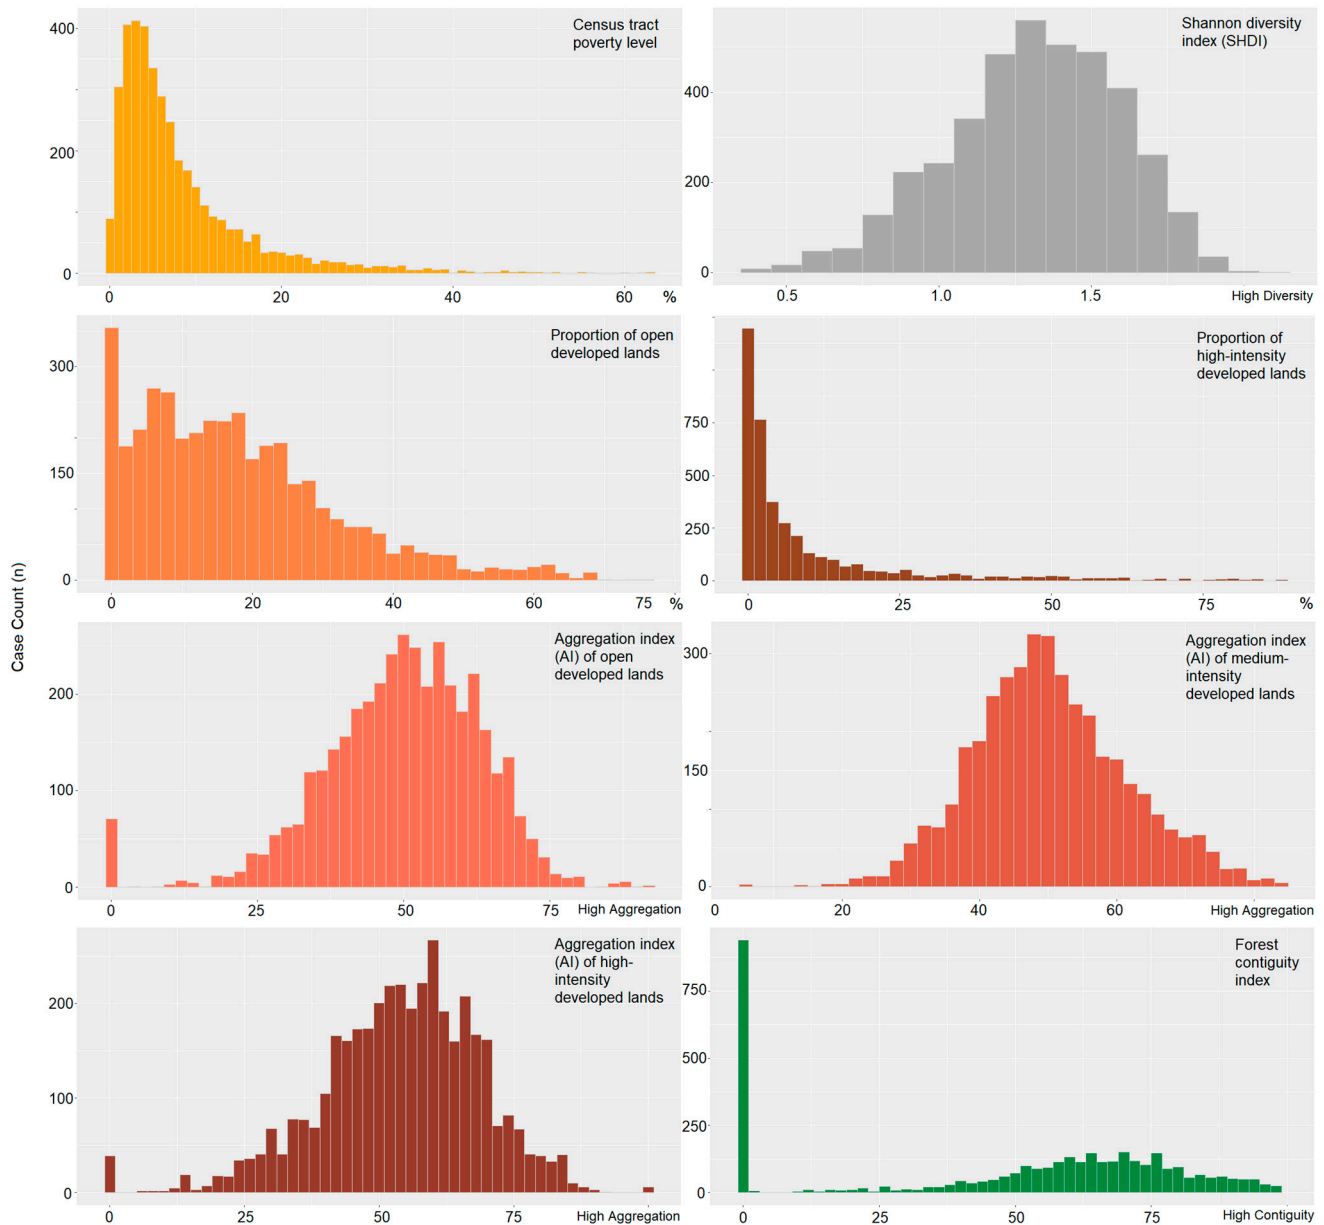 Case Count (n)
Census tract
poverty level
400
200
0
0 20 40 60 %
Shannon diversity
index (SHDI)
400
200
0
0.5 1.0 1.5 High Diversity
Proportion of open
developed lands
300
150
0
0 20 40 60 75 %
Proportion of
high-intensity
developed lands
750
500
250
0
0 25 50 75 %
Aggregation index
(AI) of open
developed lands
200
100
0
0 25 50 75 High Aggregation
Aggregation index
(AI) of medium-
intensity
developed lands
300
150
0
0 20 40 60 High Aggregation
Aggregation index
(AI) of high-
intensity
developed lands
200
100
0
0 25 50 75 High Aggregation
Forest
contiguity
index
750
500
250
0
0 25 50 75 High Contiguity